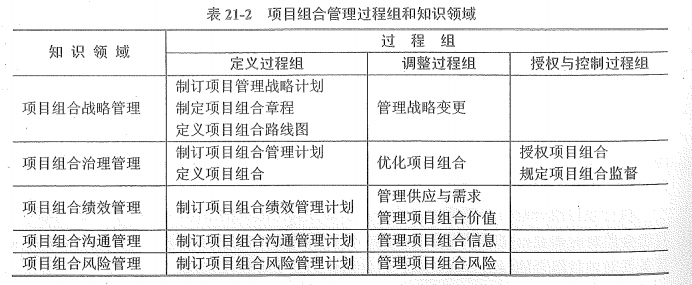 表 21-2 项目组合管理过程组和知识领域
知 识 领 域
过 程 组
定义过程组 调整过程组 授权与控制过程组
项目组合战略管理
制订项目管理战略计划
制定项目组合章程
定义项目组合路线图
管理战略变更
项目组合治理管理
制订项目组合管理计划
定义项目组合
优化项目组合
授权项目组合
规定项目组合监督
项目组合绩效管理
制订项目组合绩效管理计划
管理供应与需求
管理项目组合价值
项目组合沟通管理 制订项目组合沟通管理计划 管理项目组合信息
项目组合风险管理 制订项目组合风险管理计划 管理项目组合风险